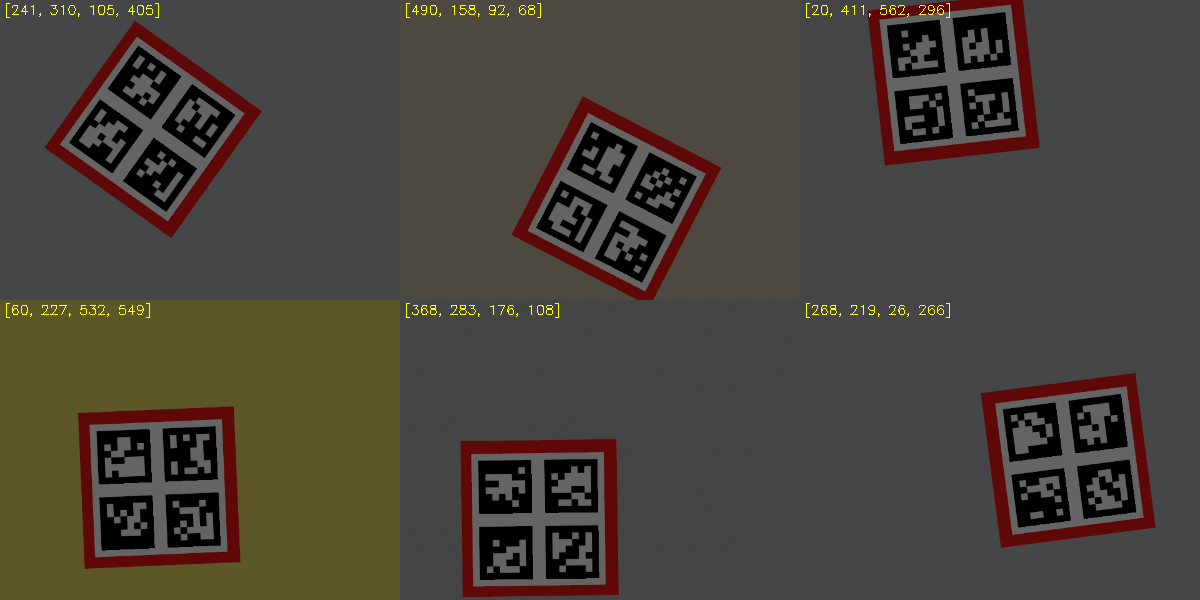 [241, 310, 105, 405]
[490, 158, 92, 68]
[20, 411, 562, 296]
[60, 227, 532, 549]
[368, 283, 176, 108]
[268, 219, 26, 266]